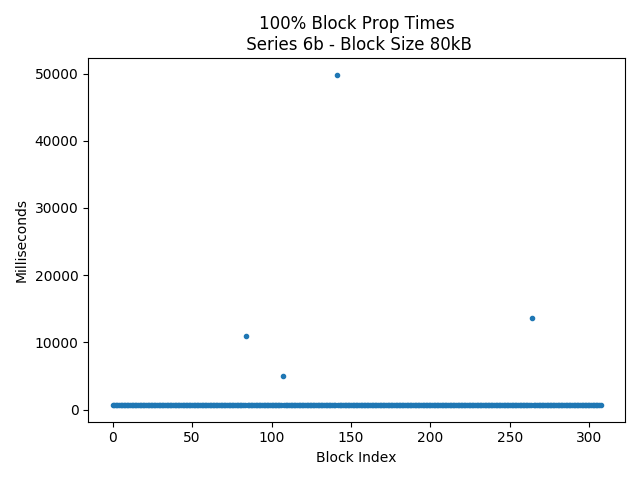 100% Block Prop Times
Series 6b - Block Size 80kB
50000
40000
30000
20000
10000
0
Milliseconds
0 50 100 150 200 250 300
Block Index